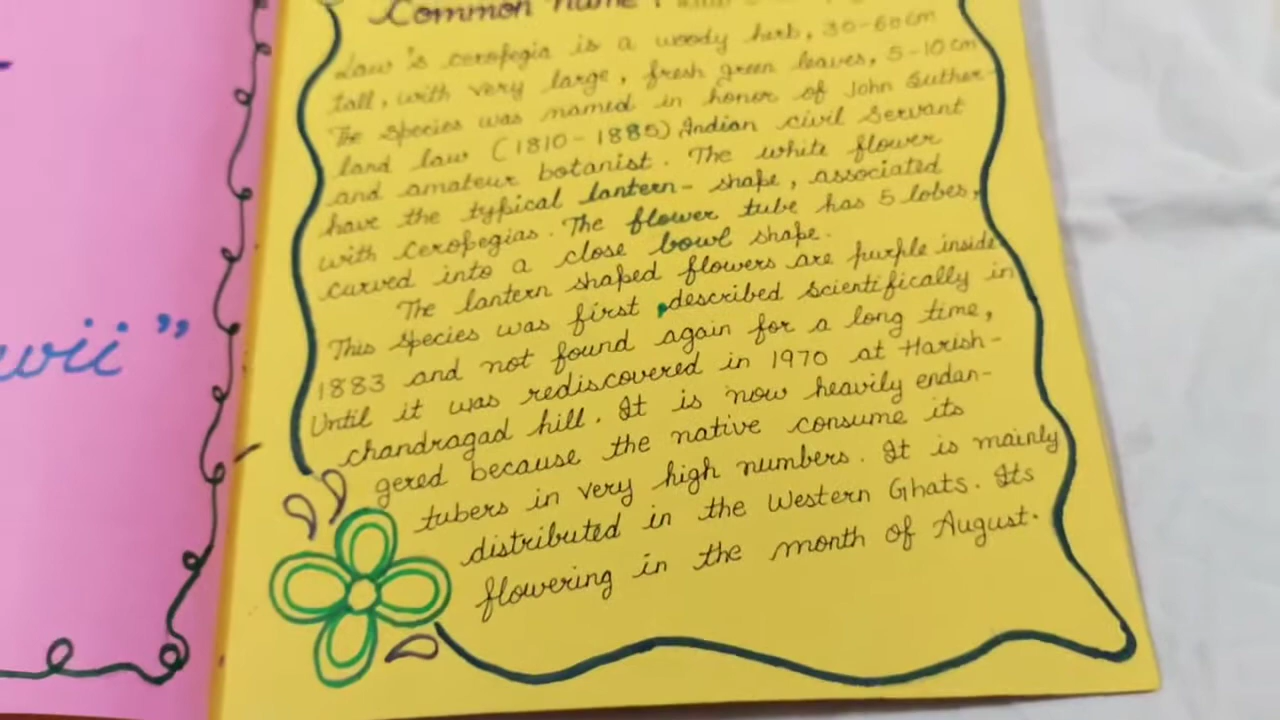 Common Name :
Law's ceropegia is a woody herb, 30-60cm
tall, with very large, fresh green leaves, 5-10cm
The species was named in honor of John Suther-
land law (1810-1885) Indian civil servant
and amateur botanist. The white flower
have the typical lantern- shape, associated
with ceropegias. The flower tube has 5 lobes,
curved into a close bowl shape.
The lantern shaped flowers are purple inside
This species was first described scientifically in
1883 and not found again for a long time,
Until it was rediscovered in 1970 at Harish-
chandragad hill. It is now heavily endan-
gered because the native consume its
tubers in very high numbers. It is mainly
distributed in the Western Ghats. Its
flowering in the month of August.
wii"